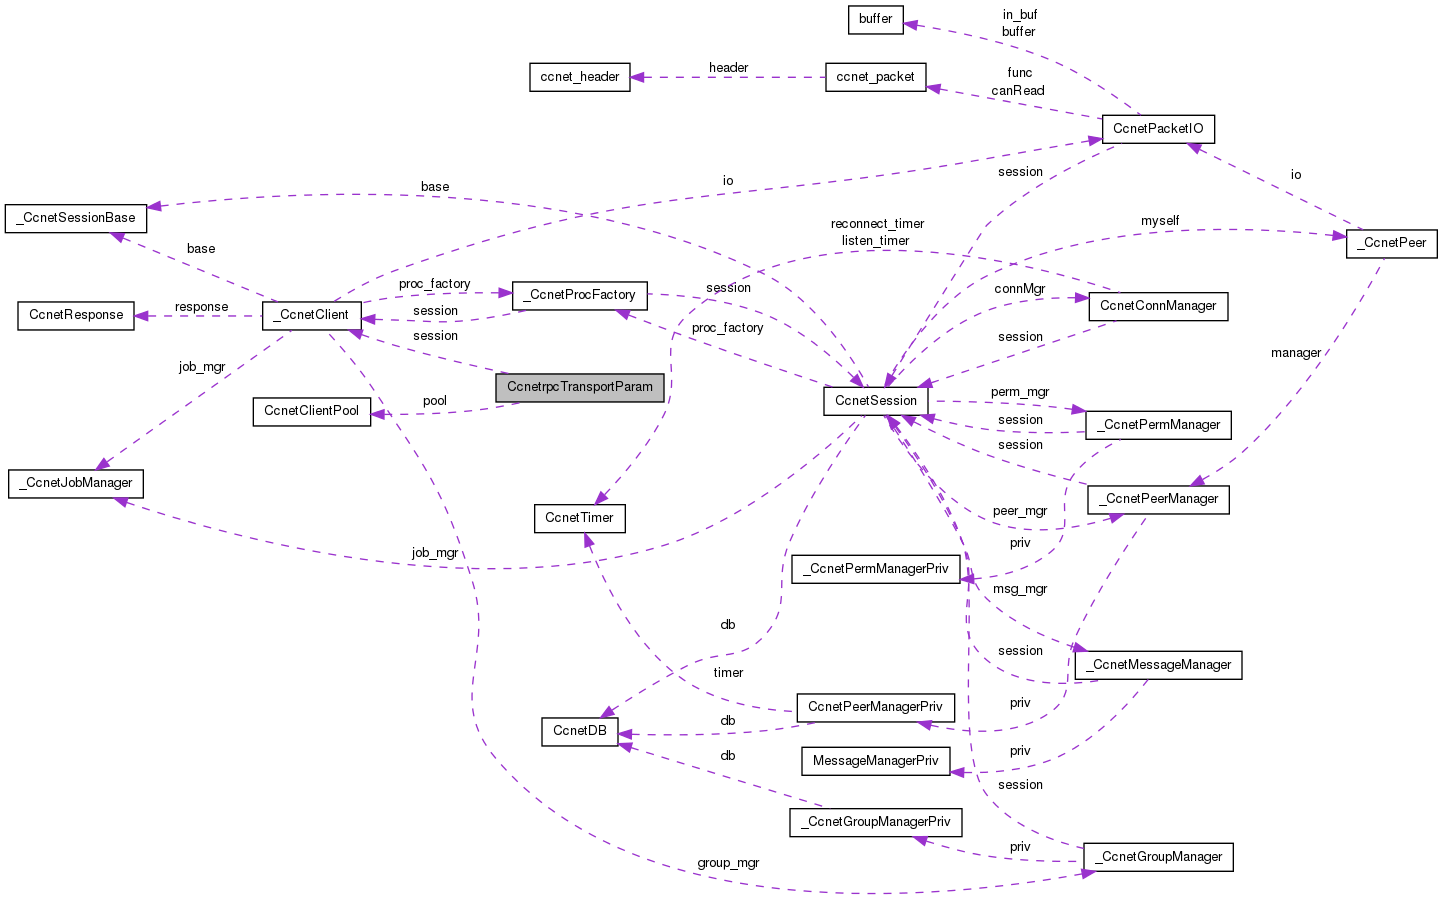 in_buf
buffer
buffer
header
func
canRead
ccnet_header
ccnet_packet
CcnetPacketIO
io
session
io
base
_CcnetSessionBase
reconnect_timer
listen_timer
myself
_CcnetPeer
base
proc_factory
_CcnetProcFactory
session
connMgr
CcnetConnManager
CcnetResponse
response
_CcnetClient
session
proc_factory
session
session
manager
job_mgr
CcnetrpcTransportParam
CcnetClientPool
pool
CcnetSession
perm_mgr
session
_CcnetPermManager
session
_CcnetJobManager
_CcnetPeerManager
CcnetTimer
peer_mgr
job_mgr
priv
_CcnetPermManagerPriv
msg_mgr
db
session
_CcnetMessageManager
timer
CcnetPeerManagerPriv
priv
CcnetDB
db
db
MessageManagerPriv
priv
session
_CcnetGroupManagerPriv
priv
_CcnetGroupManager
group_mgr